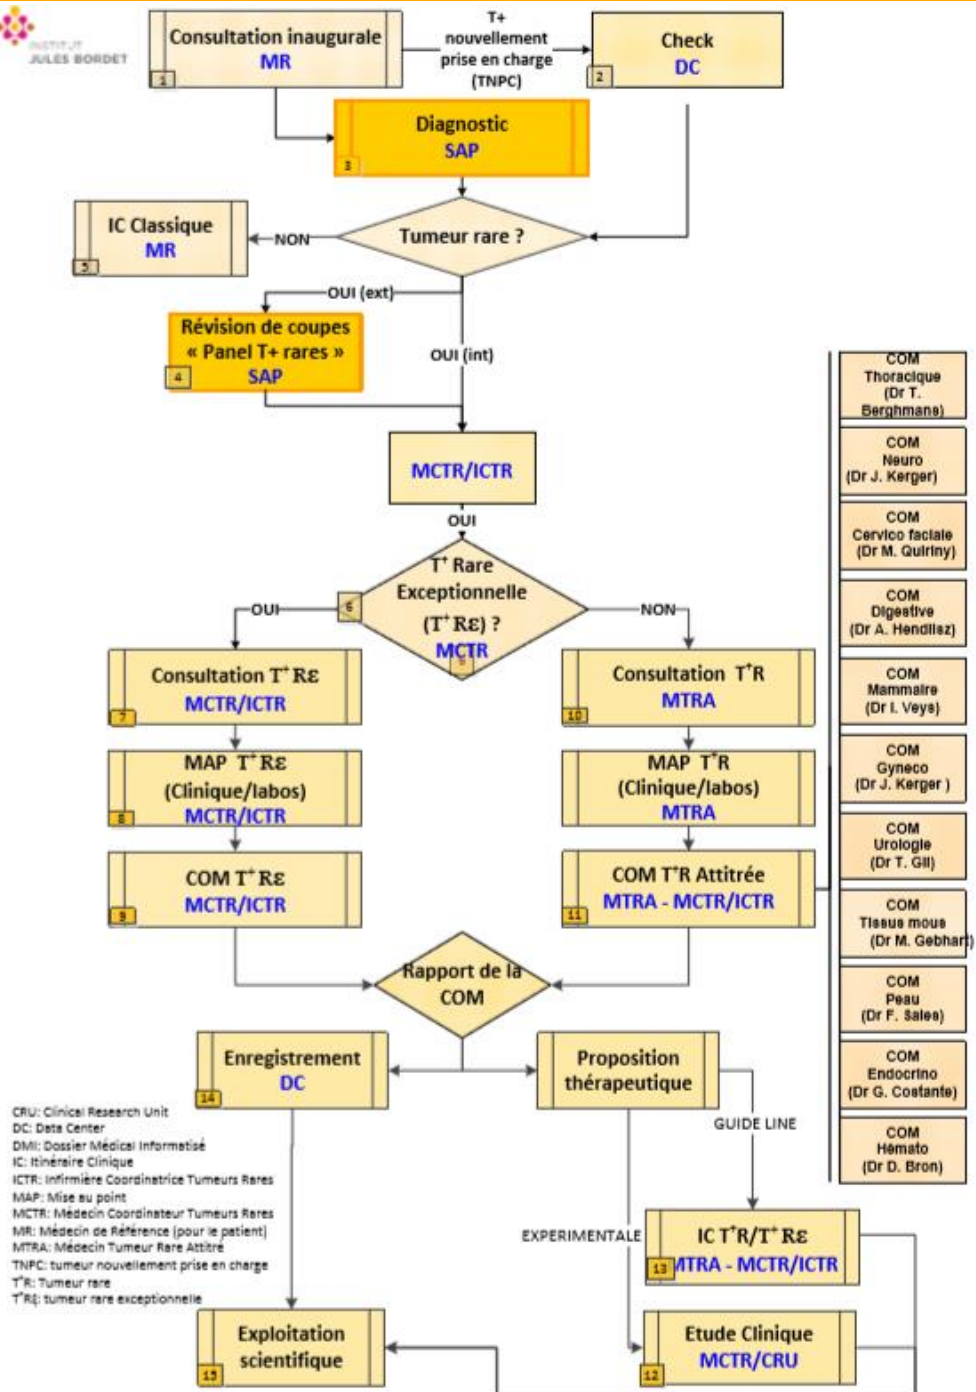 INSTITUT
JULES BORDET
Consultation inaugurale
MR
1
T+
nouvellement
prise en charge
(TNPC)
Check
DC
2
Diagnostic
SAP
3
Tumeur rare ?
NON
IC Classique
MR
5
OUI (ext)
Révision de coupes
« Panel T+ rares »
SAP
4
OUI (int)
MCTR/ICTR
OUI
T⁺ Rare
Exceptionnelle
(T⁺ Rε) ?
MCTR
6
OUI
NON
Consultation T⁺ Rε
MCTR/ICTR
7
MAP T⁺ Rε
(Clinique/labos)
MCTR/ICTR
8
COM T⁺ Rε
MCTR/ICTR
9
Consultation T⁺R
MTRA
10
MAP T⁺R
(Clinique/labos)
MTRA
COM T⁺R Attitrée
MTRA - MCTR/ICTR
11
COM
Thoracique
(Dr T.
Berghmans)
COM
Neuro
(Dr J. Kerger)
COM
Cervico faciale
(Dr M. Quiriny)
COM
Digestive
(Dr A. Hendlisz)
COM
Mammaire
(Dr I. Veys)
COM
Gyneco
(Dr J. Kerger )
COM
Urologie
(Dr T. Gil)
COM
Tissus mous
(Dr M. Gebhart)
COM
Peau
(Dr F. Sales)
COM
Endocrino
(Dr G. Costante)
COM
Hémato
(Dr D. Bron)
Rapport de la
COM
Enregistrement
DC
14
Proposition
thérapeutique
GUIDE LINE
EXPERIMENTALE
IC T⁺R/T⁺ Rε
MTRA - MCTR/ICTR
13
Etude Clinique
MCTR/CRU
12
Exploitation
scientifique
15
CRU: Clinical Research Unit
DC: Data Center
DMI: Dossier Médical Informatisé
IC: Itinéraire Clinique
ICTR: Infirmière Coordinatrice Tumeurs Rares
MAP: Mise au point
MCTR: Médecin Coordinateur Tumeurs Rares
MR: Médecin de Référence (pour le patient)
MTRA: Médecin Tumeur Rare Attitré
TNPC: tumeur nouvellement prise en charge
T⁺R: Tumeur rare
T⁺Rξ: tumeur rare exceptionnelle